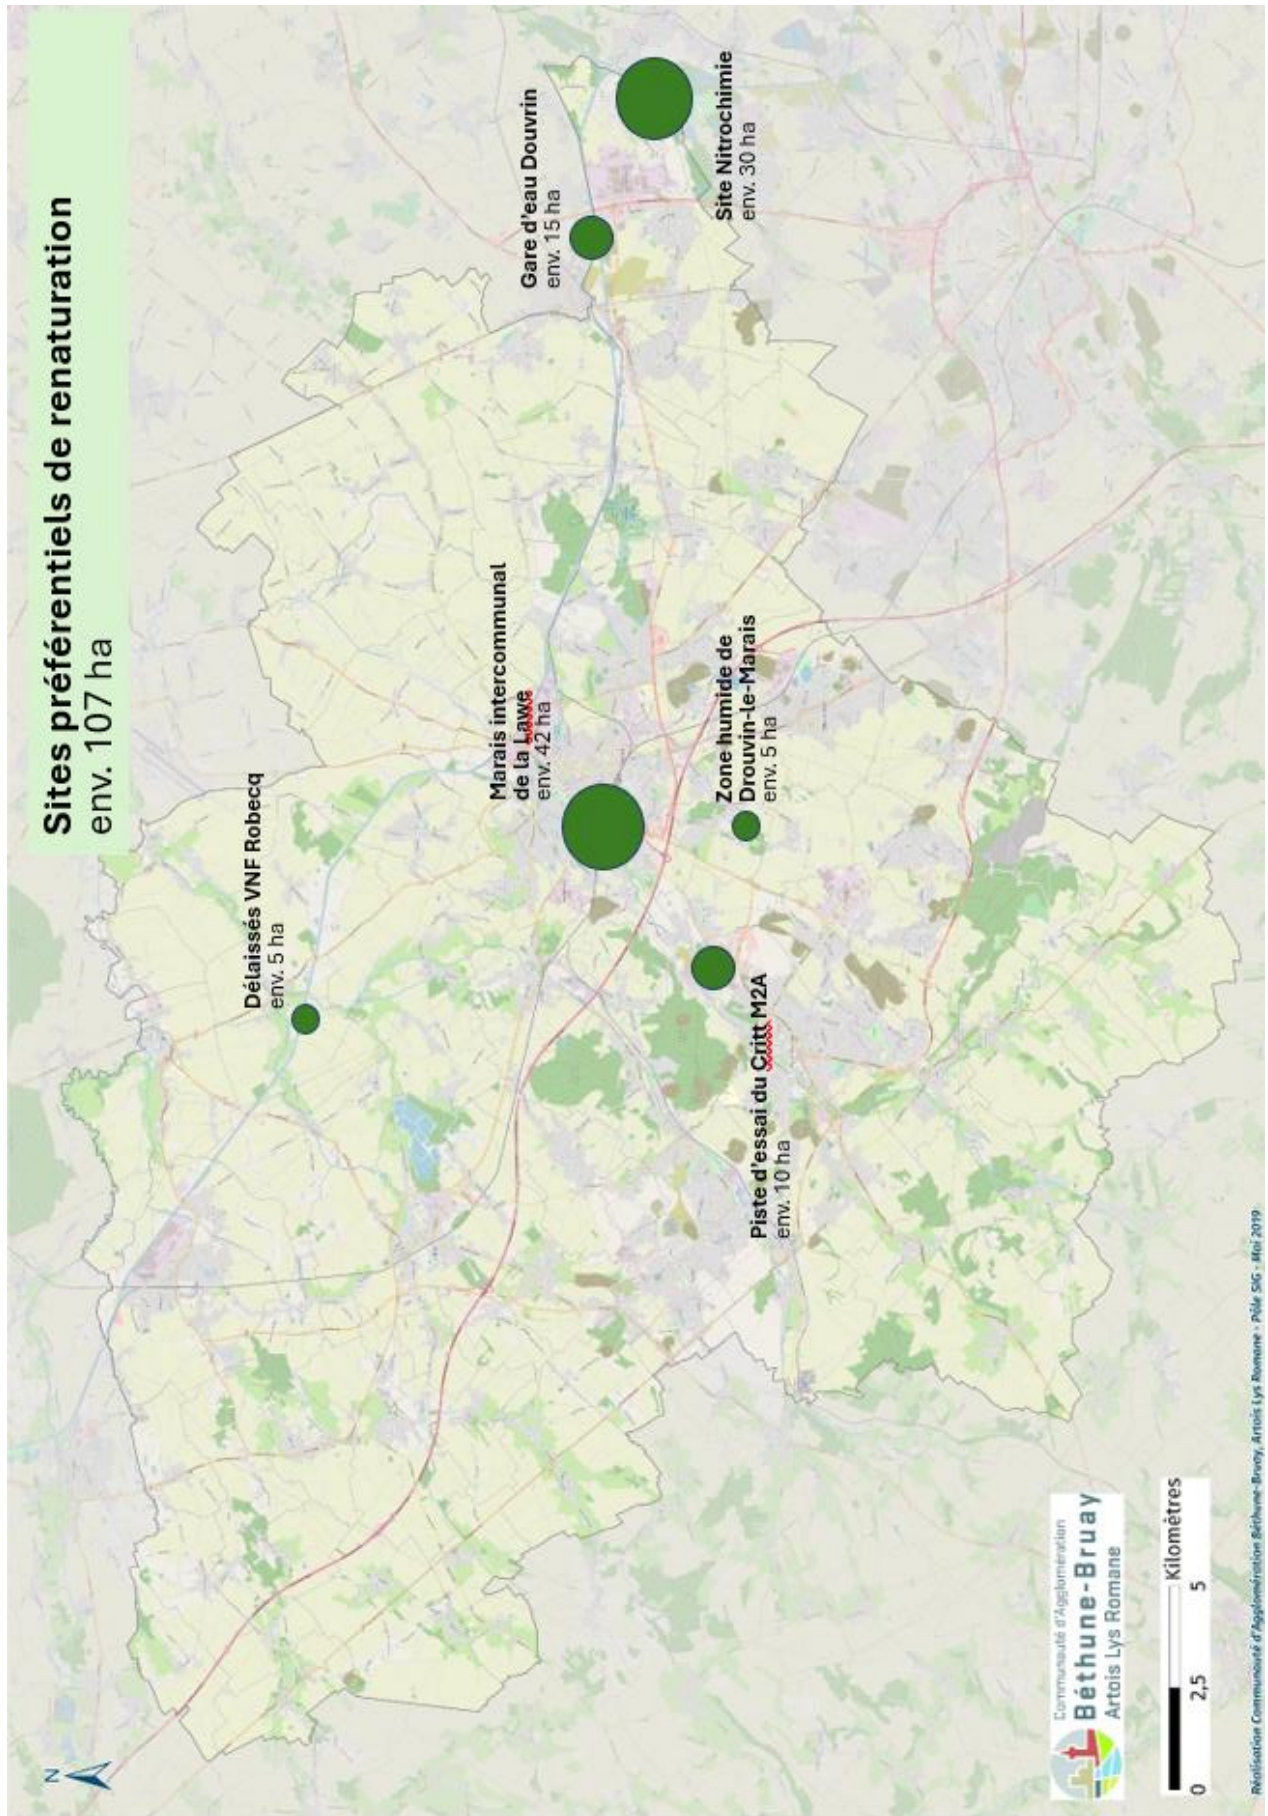 Sites préférentiels de renaturation
env. 107 ha
Délaissés VNF Robecq
env. 5 ha
Marais intercommunal
de la Lawe
env. 42 ha
Gare d'eau Douvrin
env. 15 ha
Site Nitrochimie
env. 30 ha
Zone humide de
Drouvin-le-Marais
env. 5 ha
Piste d'essai du Critt M2A
env. 10 ha
N
Communauté d'Agglomération
Béthune-Bruay
Artois Lys Romane
0 2,5 5 Kilomètres
Réalisation Communauté d'Agglomération Béthune-Bruay, Artois Lys Romane - Pôle SIG - Mai 2019